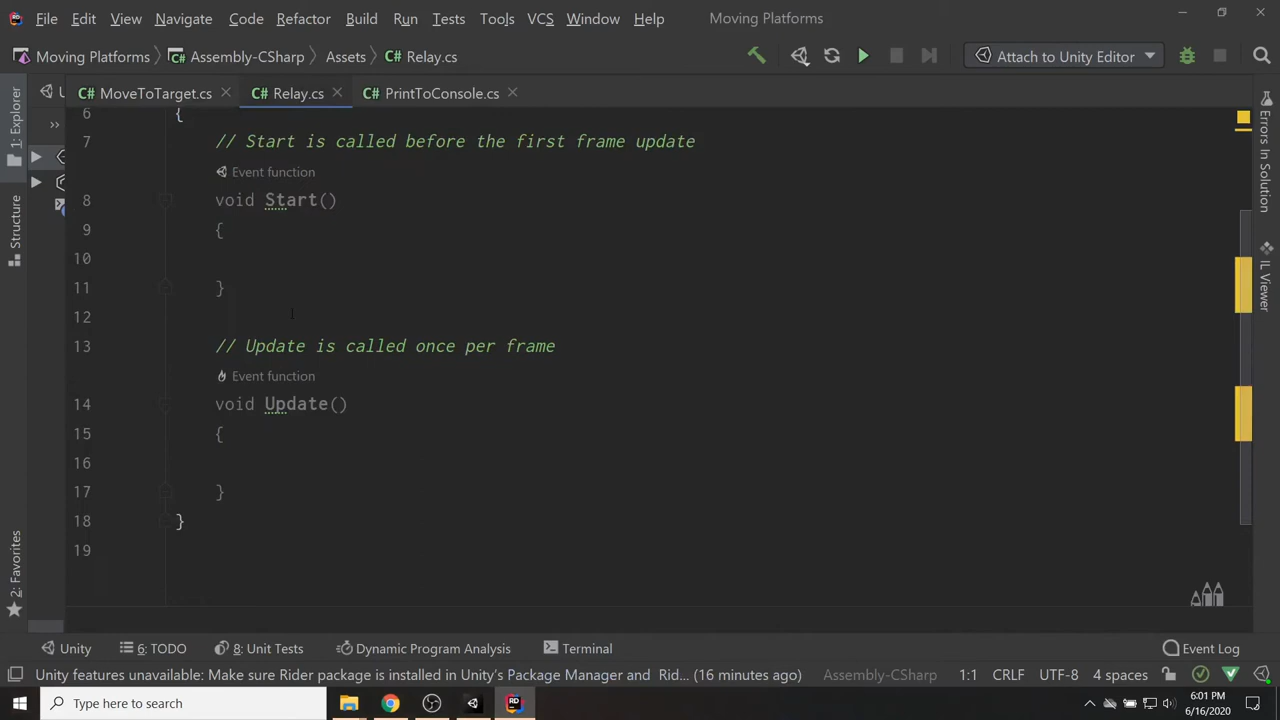 File Edit View Navigate Code Refactor Build Run Tests Tools VCS Window Help Moving Platforms
Moving Platforms Assembly-CSharp Assets Relay.cs Attach to Unity Editor
1: Explorer
Structure
2: Favorites
U
MoveToTarget.cs Relay.cs PrintToConsole.cs
6 {
7 // Start is called before the first frame update
Event function
8 void Start()
9 {
10
11 }
12
13 // Update is called once per frame
Event function
14 void Update()
15 {
16
17 }
18 }
19
Errors In Solution
IL Viewer
Unity 6: TODO 8: Unit Tests Dynamic Program Analysis Terminal Event Log
Unity features unavailable: Make sure Rider package is installed in Unity's Package Manager and Rid... (16 minutes ago) Assembly-CSharp 1:1 CRLF UTF-8 4 spaces
Type here to search
6:01 PM
6/16/2020